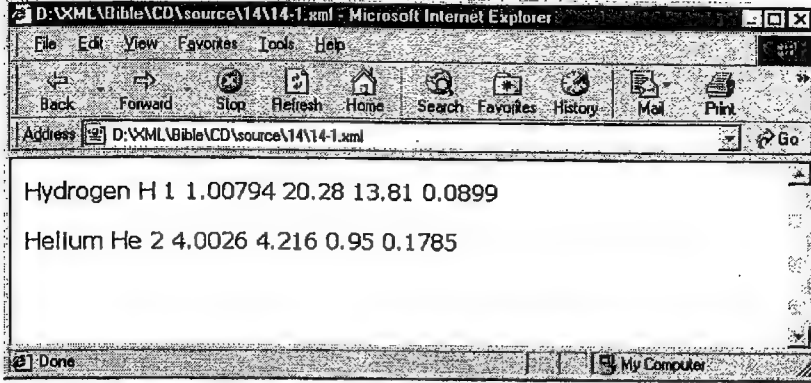 D:\XML\Bible\CD\source\14\14-1.xml - Microsoft Internet Explorer
File Edit View Favorites Tools Help
Back Forward Stop Refresh Home Search Favorites History Mail Print
Address D:\XML\Bible\CD\source\14\14-1.xml Go
Hydrogen H 1 1.00794 20.28 13.81 0.0899
Helium He 2 4.0026 4.216 0.95 0.1785
Done My Computer